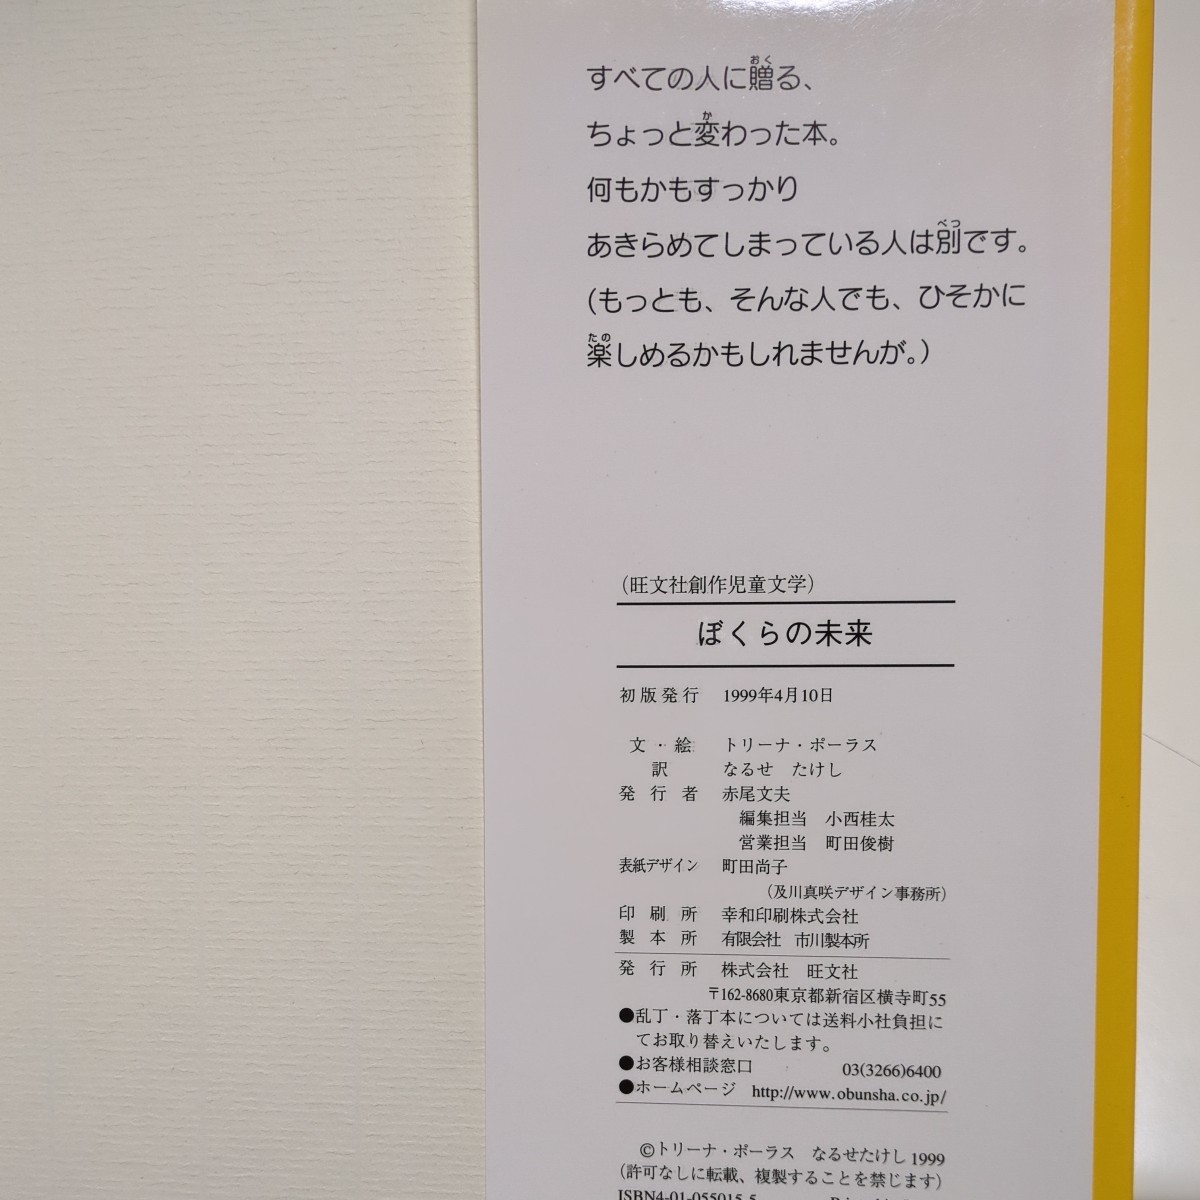 すべての人に贈る、
ちょっと変わった本。
何もかもすっかり
あきらめてしまっている人は別です。
(もっとも、そんな人でも、ひそかに
楽しめるかもしれませんが。)
(旺文社創作児童文学)
ぼくらの未来
初版発行 1999年4月10日
文・絵 トリーナ・ポーラス
訳 なるせ たけし
発行者 赤尾文夫
編集担当 小西桂太
営業担当 町田俊樹
表紙デザイン 町田尚子
(及川真咲デザイン事務所)
印刷所 幸和印刷株式会社
製本所 有限会社 市川製本所
発行所 株式会社 旺文社
〒162-8680東京都新宿区横寺町55
●乱丁・落丁本については送料小社負担に
てお取り替えいたします。
●お客様相談窓口 03(3266)6400
●ホームページ http://www.obunsha.co.jp/
©トリーナ・ポーラス なるせたけし 1999
(許可なしに転載、複製することを禁じます)
ISBN4-01-055015-5